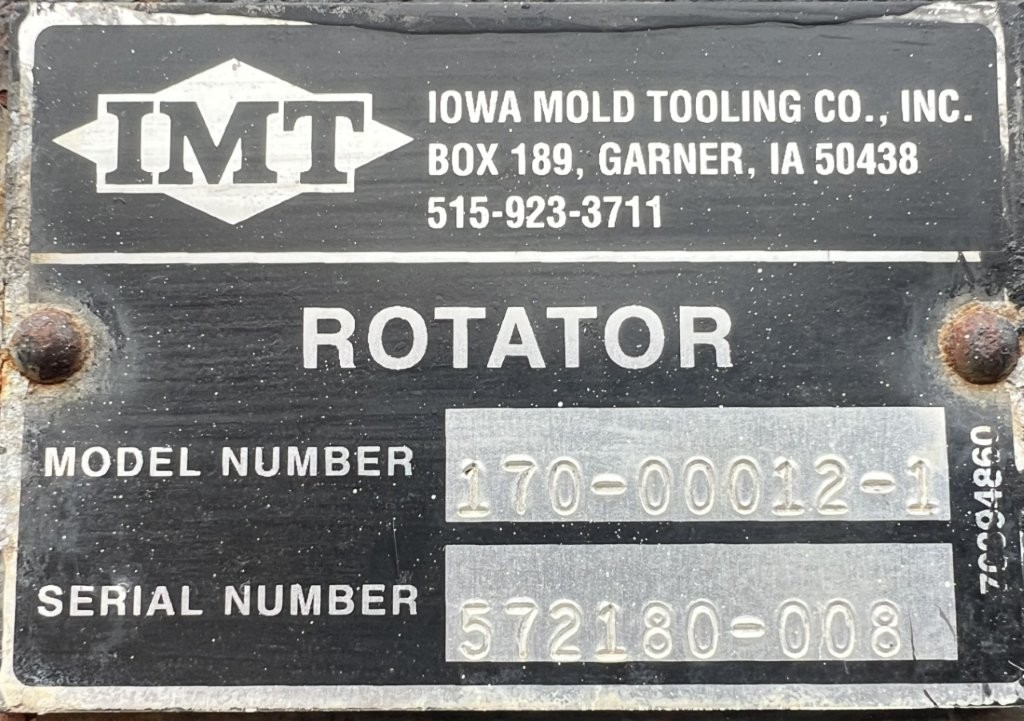 IMT
IOWA MOLD TOOLING CO., INC.
BOX 189, GARNER, IA 50438
515-923-3711
ROTATOR
MODEL NUMBER 170-00012-1
SERIAL NUMBER 572180-008